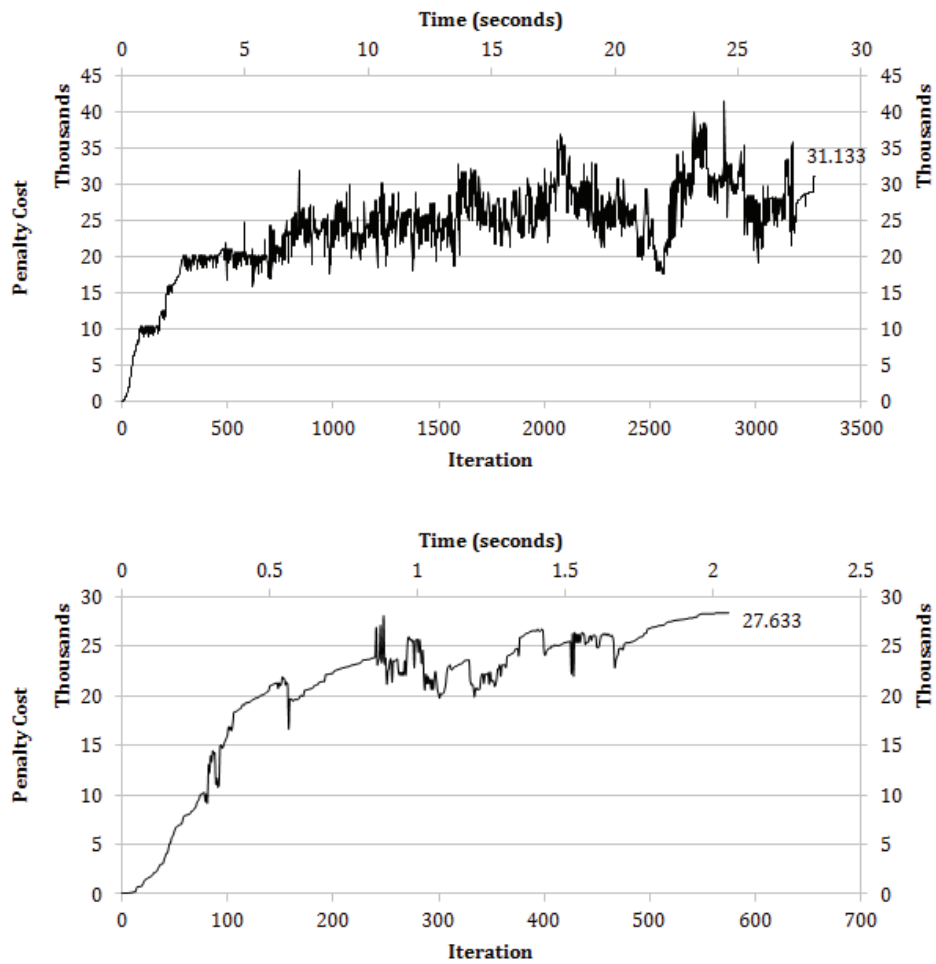 Time (seconds)
0 5 10 15 20 25 30
Thousands
Penalty Cost
45 45
40 40
35 35
30 30
25 25
20 20
15 15
10 10
5 5
0 0
Thousands
31.133
0 500 1000 1500 2000 2500 3000 3500
Iteration
Time (seconds)
0 0.5 1 1.5 2 2.5
Thousands
Penalty Cost
30 30
25 25
20 20
15 15
10 10
5 5
0 0
Thousands
27.633
0 100 200 300 400 500 600 700
Iteration